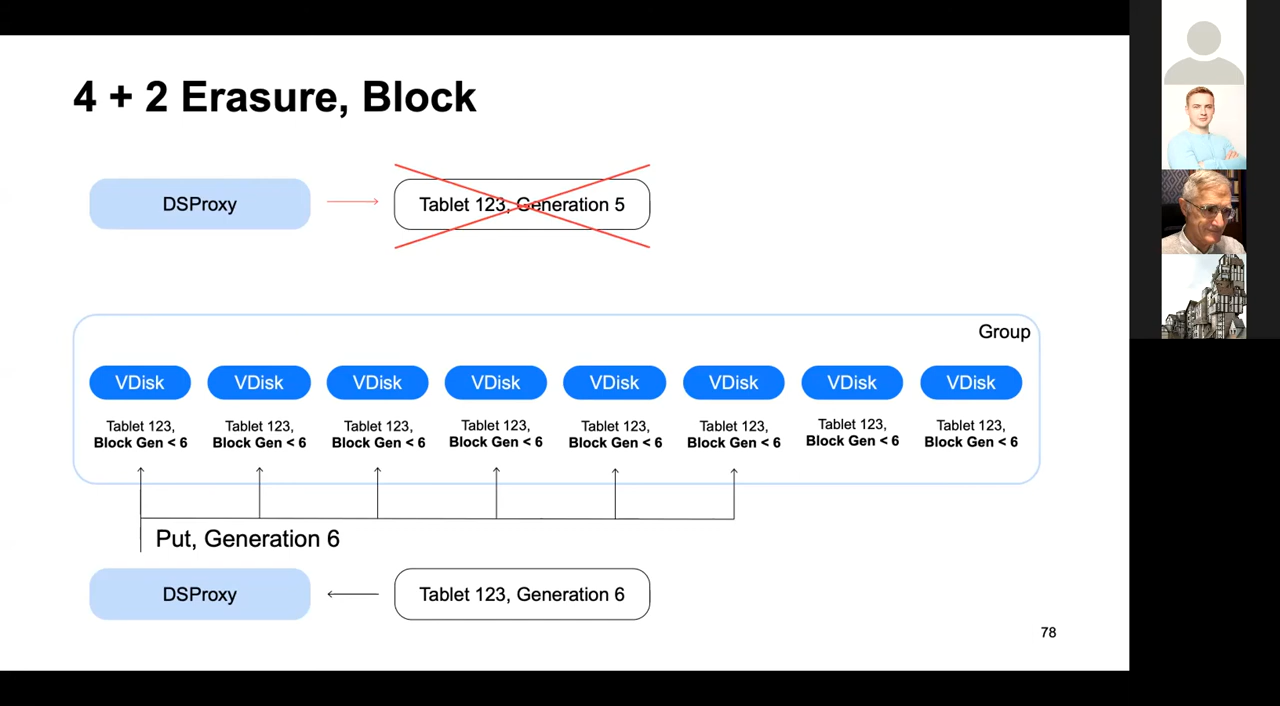 4 + 2 Erasure, Block
DSProxy
Tablet 123, Generation 5
Group
VDisk
VDisk
VDisk
VDisk
VDisk
VDisk
VDisk
VDisk
Tablet 123,
Block Gen < 6
Tablet 123,
Block Gen < 6
Tablet 123,
Block Gen < 6
Tablet 123,
Block Gen < 6
Tablet 123,
Block Gen < 6
Tablet 123,
Block Gen < 6
Tablet 123,
Block Gen < 6
Tablet 123,
Block Gen < 6
Put, Generation 6
DSProxy
Tablet 123, Generation 6
78